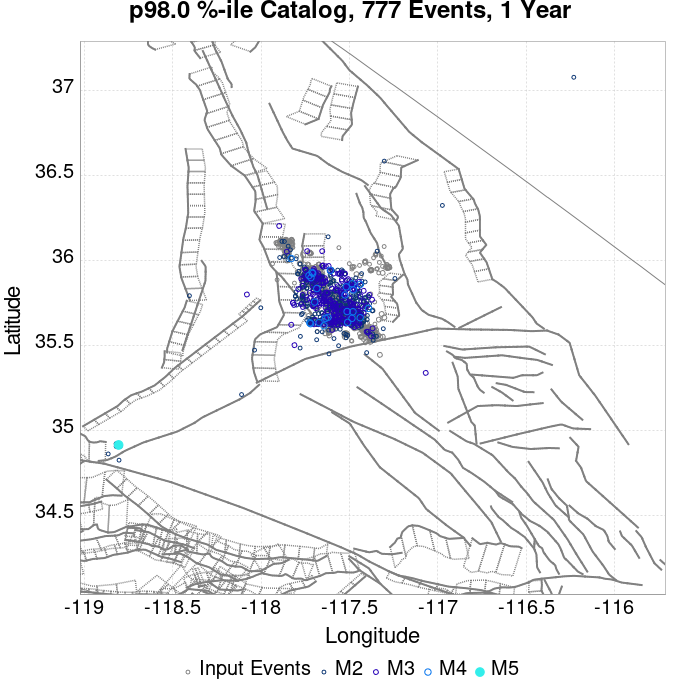 p98.0 %-ile Catalog, 777 Events, 1 Year
37
36.5
36
35.5
35
34.5
Latitude
-119
-118.5
-118
-117.5
-117
-116.5
-116
Longitude
Input Events
M2
M3
M4
M5